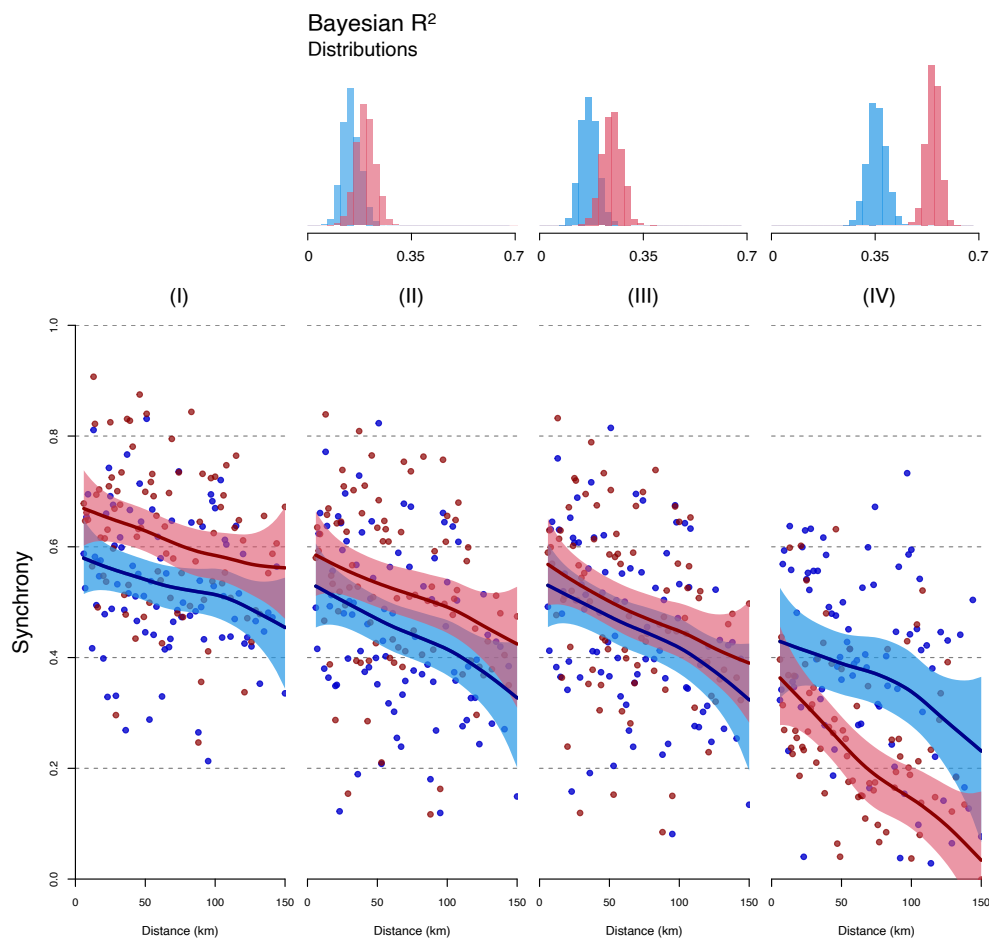 Bayesian R²
Distributions
0 0.35 0.7 0 0.35 0.7 0 0.35 0.7
(I) (II) (III) (IV)
1.0
0.8
0.6
0.4
0.2
0.0
Synchrony
0 50 100 150 0 50 100 150 0 50 100 150 0 50 100 150
Distance (km) Distance (km) Distance (km) Distance (km)